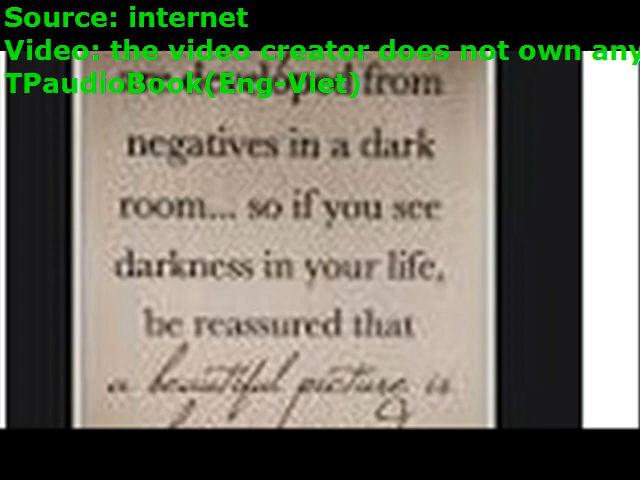 Source: internet
Video: the video creator does not own any
TPaudioBook(Eng-Viet)
from
negatives in a dark
room... so if you see
darkness in your life,
be reassured that
a beautiful picture is